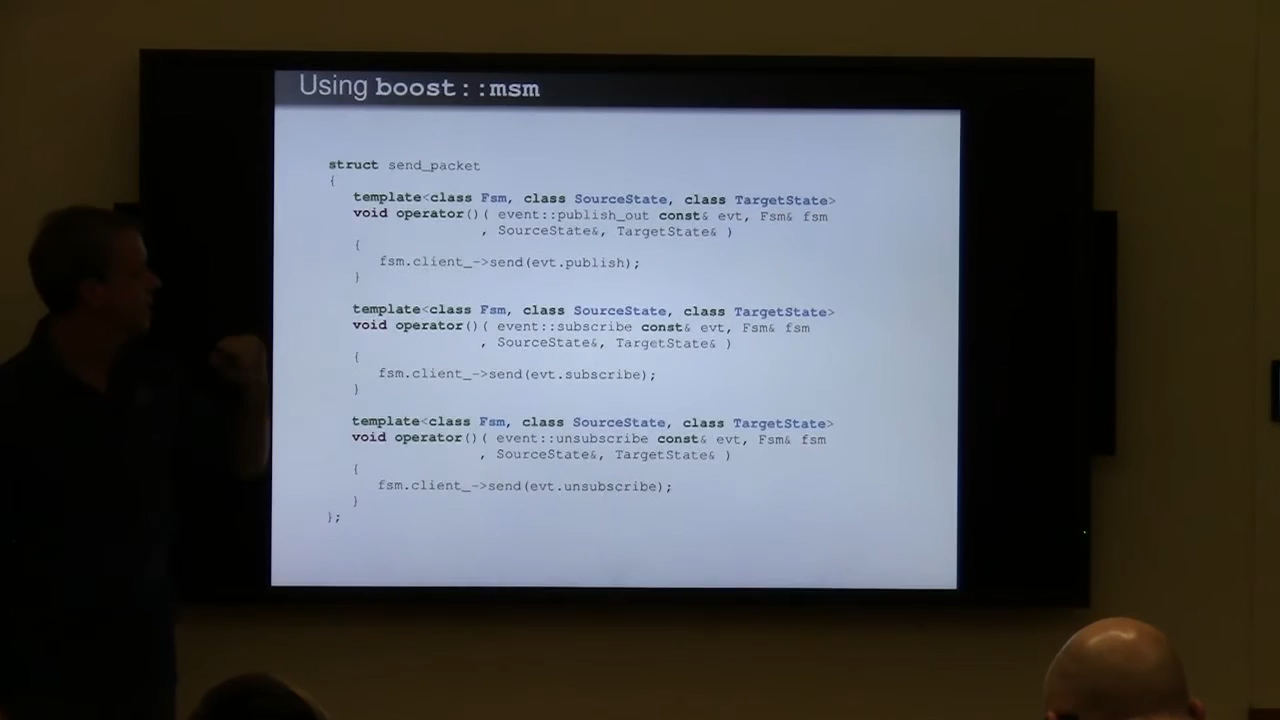 Using boost::msm
struct send_packet
{
template<class Fsm, class SourceState, class TargetState>
void operator()( event::publish_out const& evt, Fsm& fsm
, SourceState&, TargetState& )
{
fsm.client_->send(evt.publish);
}
template<class Fsm, class SourceState, class TargetState>
void operator()( event::subscribe const& evt, Fsm& fsm
, SourceState&, TargetState& )
{
fsm.client_->send(evt.subscribe);
}
template<class Fsm, class SourceState, class TargetState>
void operator()( event::unsubscribe const& evt, Fsm& fsm
, SourceState&, TargetState& )
{
fsm.client_->send(evt.unsubscribe);
}
};